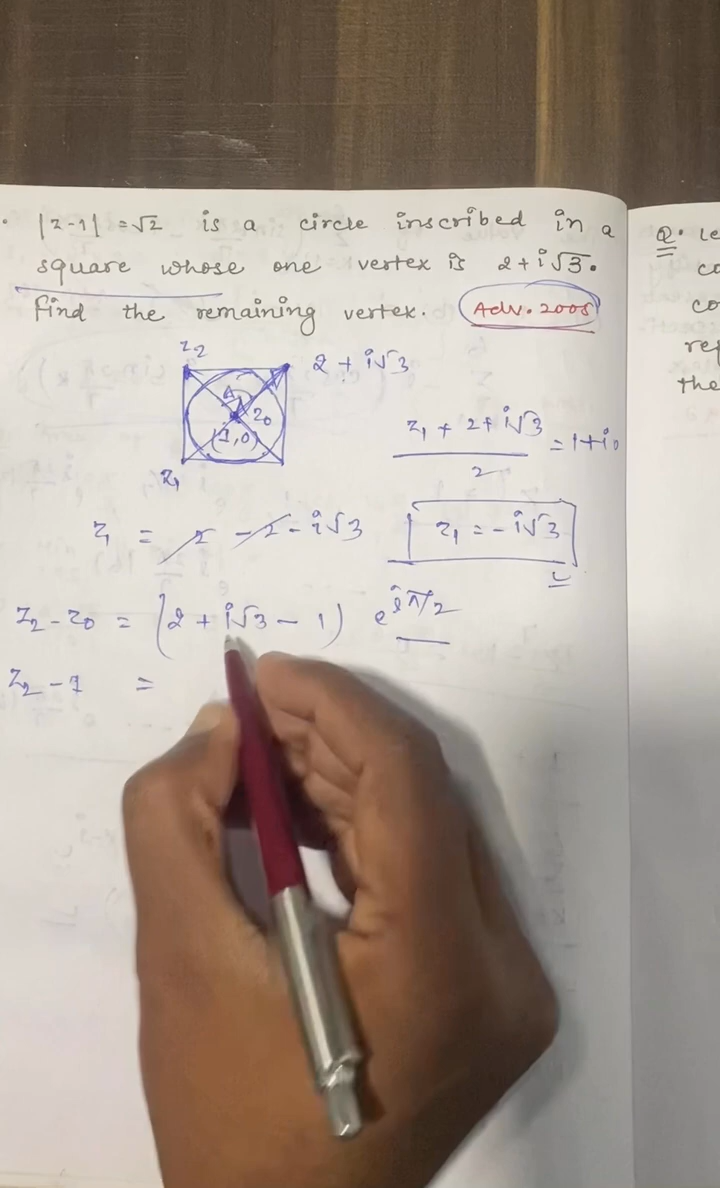 . |z-1| = √2 is a circle inscribed in a
square whose one vertex is 2+i√3.
Find the remaining vertex. Adv. 2005
z2
2 + i√3
z0
(1,0)
z1
z1 + 2 + i√3 / 2 = 1+i0
z1 = 2 - 2 - i√3
z1 = -i√3
z2 - z0 = (2 + i√3 - 1) e^iπ/2
z2 - 1 =
Q. Le
co
co
re
the